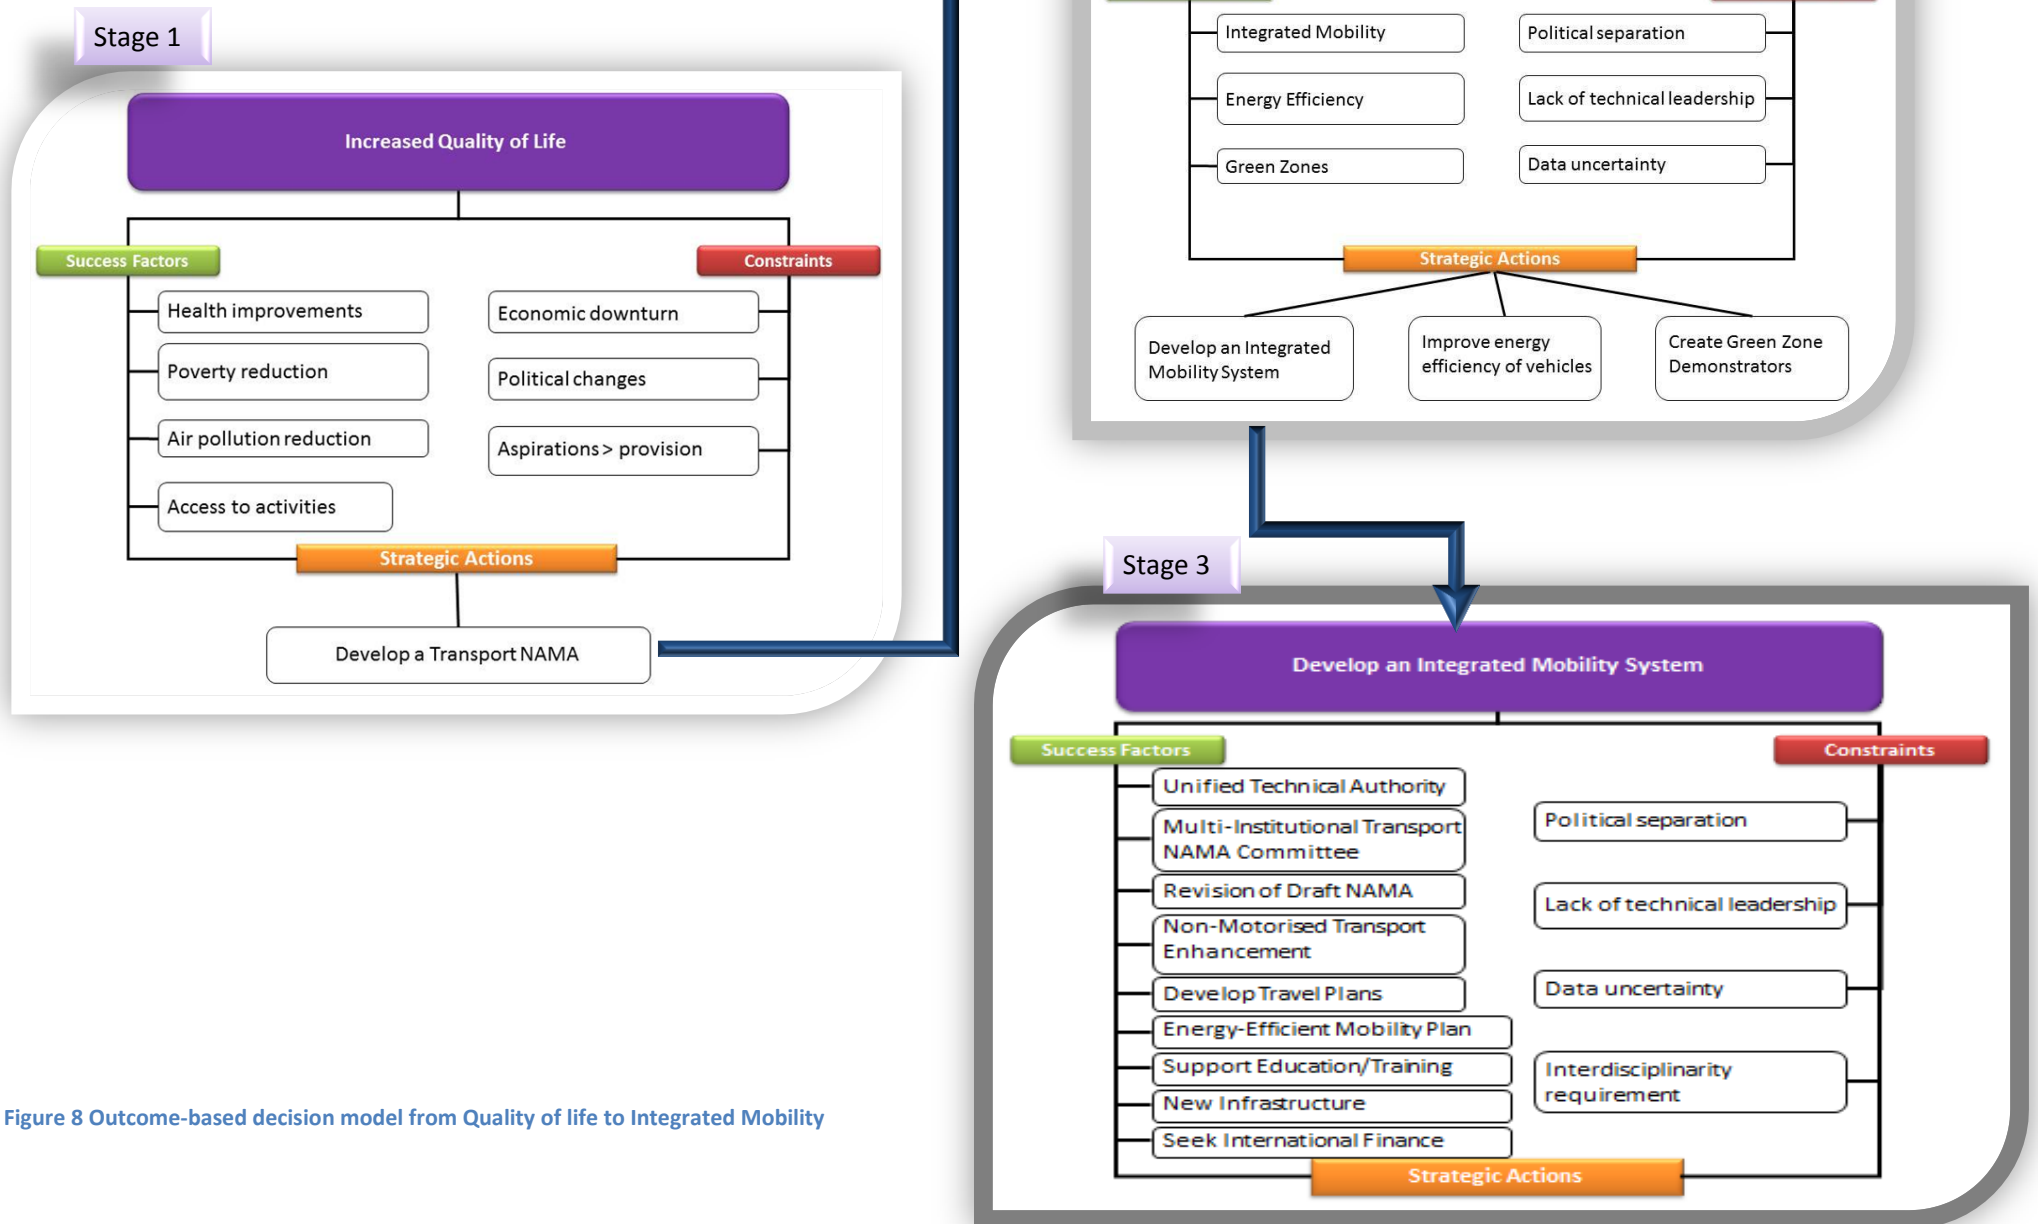 Stage 1
Increased Quality of Life
Success Factors
Constraints
Health improvements
Poverty reduction
Air pollution reduction
Access to activities
Economic downturn
Political changes
Aspirations > provision
Strategic Actions
Develop a Transport NAMA
Integrated Mobility
Energy Efficiency
Green Zones
Political separation
Lack of technical leadership
Data uncertainty
Strategic Actions
Develop an Integrated
Mobility System
Improve energy
efficiency of vehicles
Create Green Zone
Demonstrators
Stage 3
Develop an Integrated Mobility System
Success Factors
Constraints
Unified Technical Authority
Multi-Institutional Transport
NAMA Committee
Revision of Draft NAMA
Non-Motorised Transport
Enhancement
Develop Travel Plans
Energy-Efficient Mobility Plan
Support Education/Training
New Infrastructure
Seek International Finance
Political separation
Lack of technical leadership
Data uncertainty
Interdisciplinarity
requirement
Strategic Actions
Figure 8 Outcome-based decision model from Quality of life to Integrated Mobility